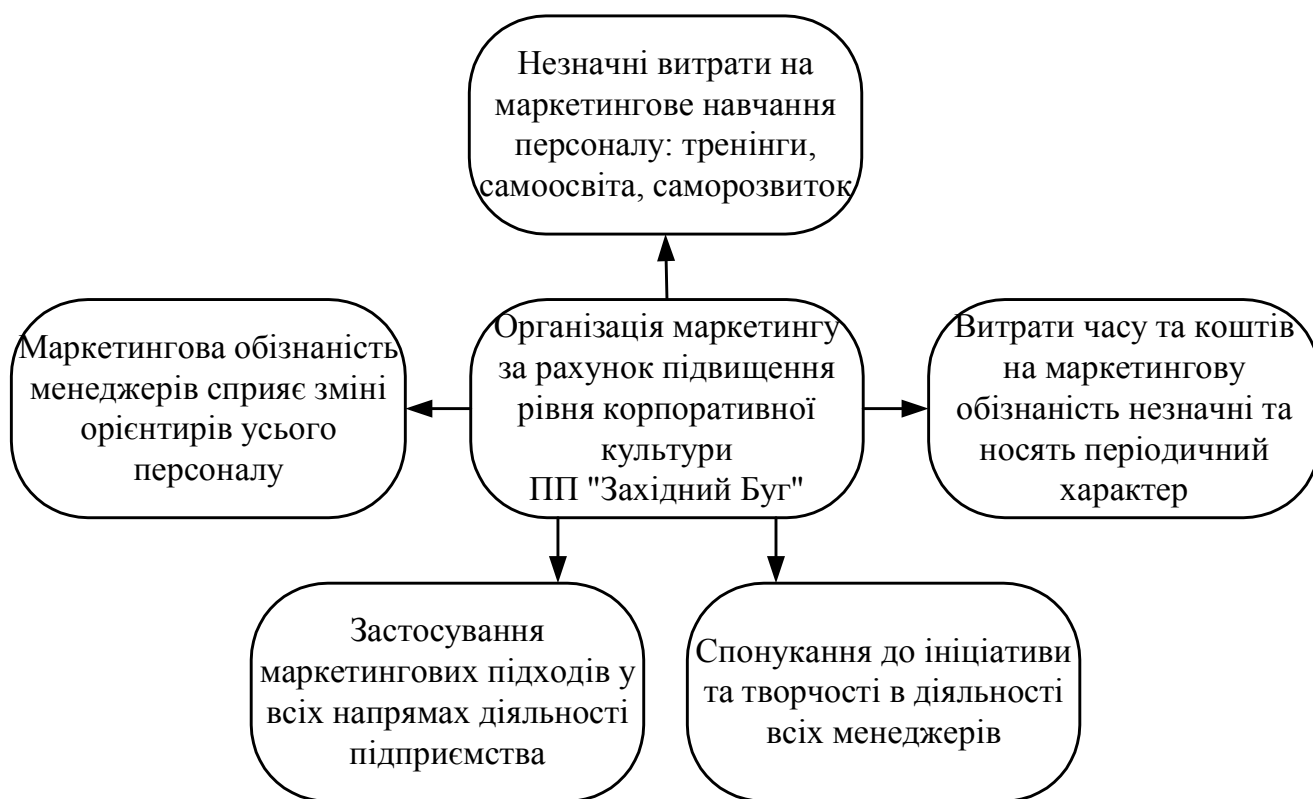 Незначні витрати на
маркетингове навчання
персоналу: тренінги,
самоосвіта, саморозвиток
Маркетингова обізнаність
менеджерів сприяє зміні
орієнтирів усього
персоналу
Організація маркетингу
за рахунок підвищення
рівня корпоративної
культури
ПП "Західний Буг"
Витрати часу та коштів
на маркетингову
обізнаність незначні та
носять періодичний
характер
Застосування
маркетингових підходів у
всіх напрямах діяльності
підприємства
Спонукання до ініціативи
та творчості в діяльності
всіх менеджерів